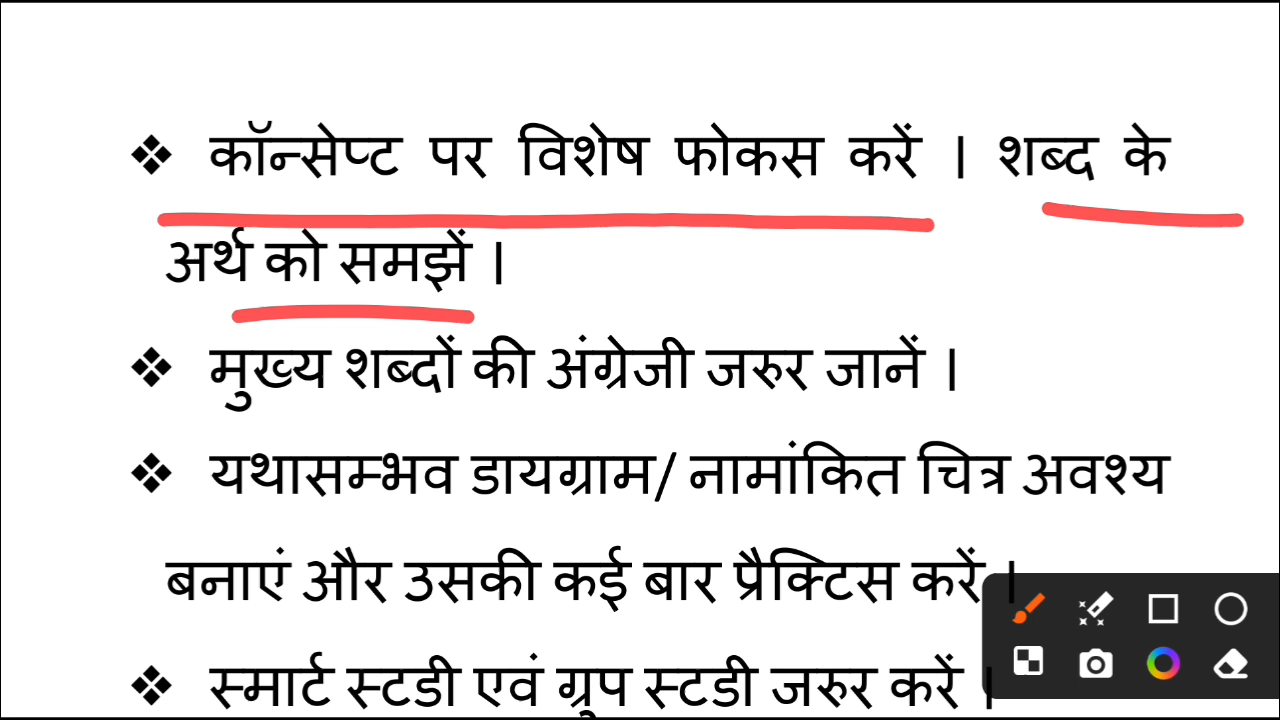 ❖ कॉन्सेप्ट पर विशेष फोकस करें । शब्द के
अर्थ को समझें ।
❖ मुख्य शब्दों की अंग्रेजी जरुर जानें ।
❖ यथासम्भव डायग्राम/ नामांकित चित्र अवश्य
बनाएं और उसकी कई बार प्रैक्टिस करें ।
❖ स्मार्ट स्टडी एवं ग्रुप स्टडी जरुर करें ।